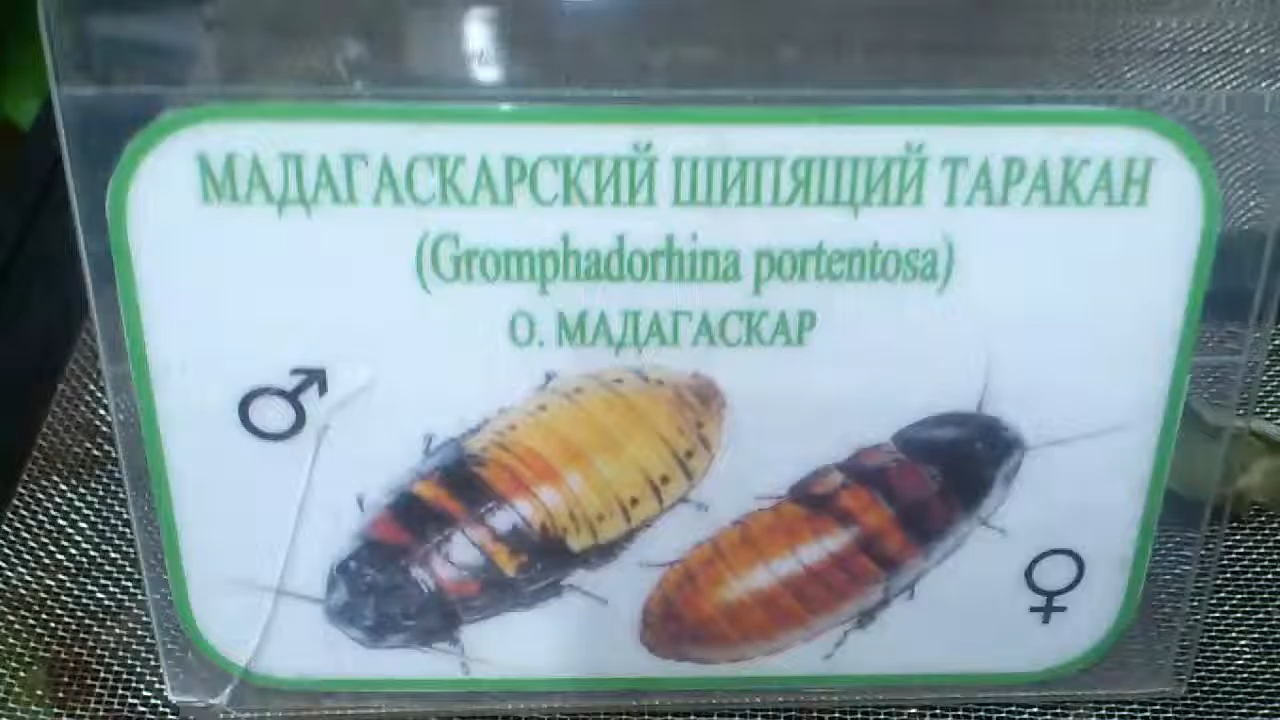 МАДАГАСКАРСКИЙ ШИПЯЩИЙ ТАРАКАН
(Gromphadorhina portentosa)
О. МАДАГАСКАР